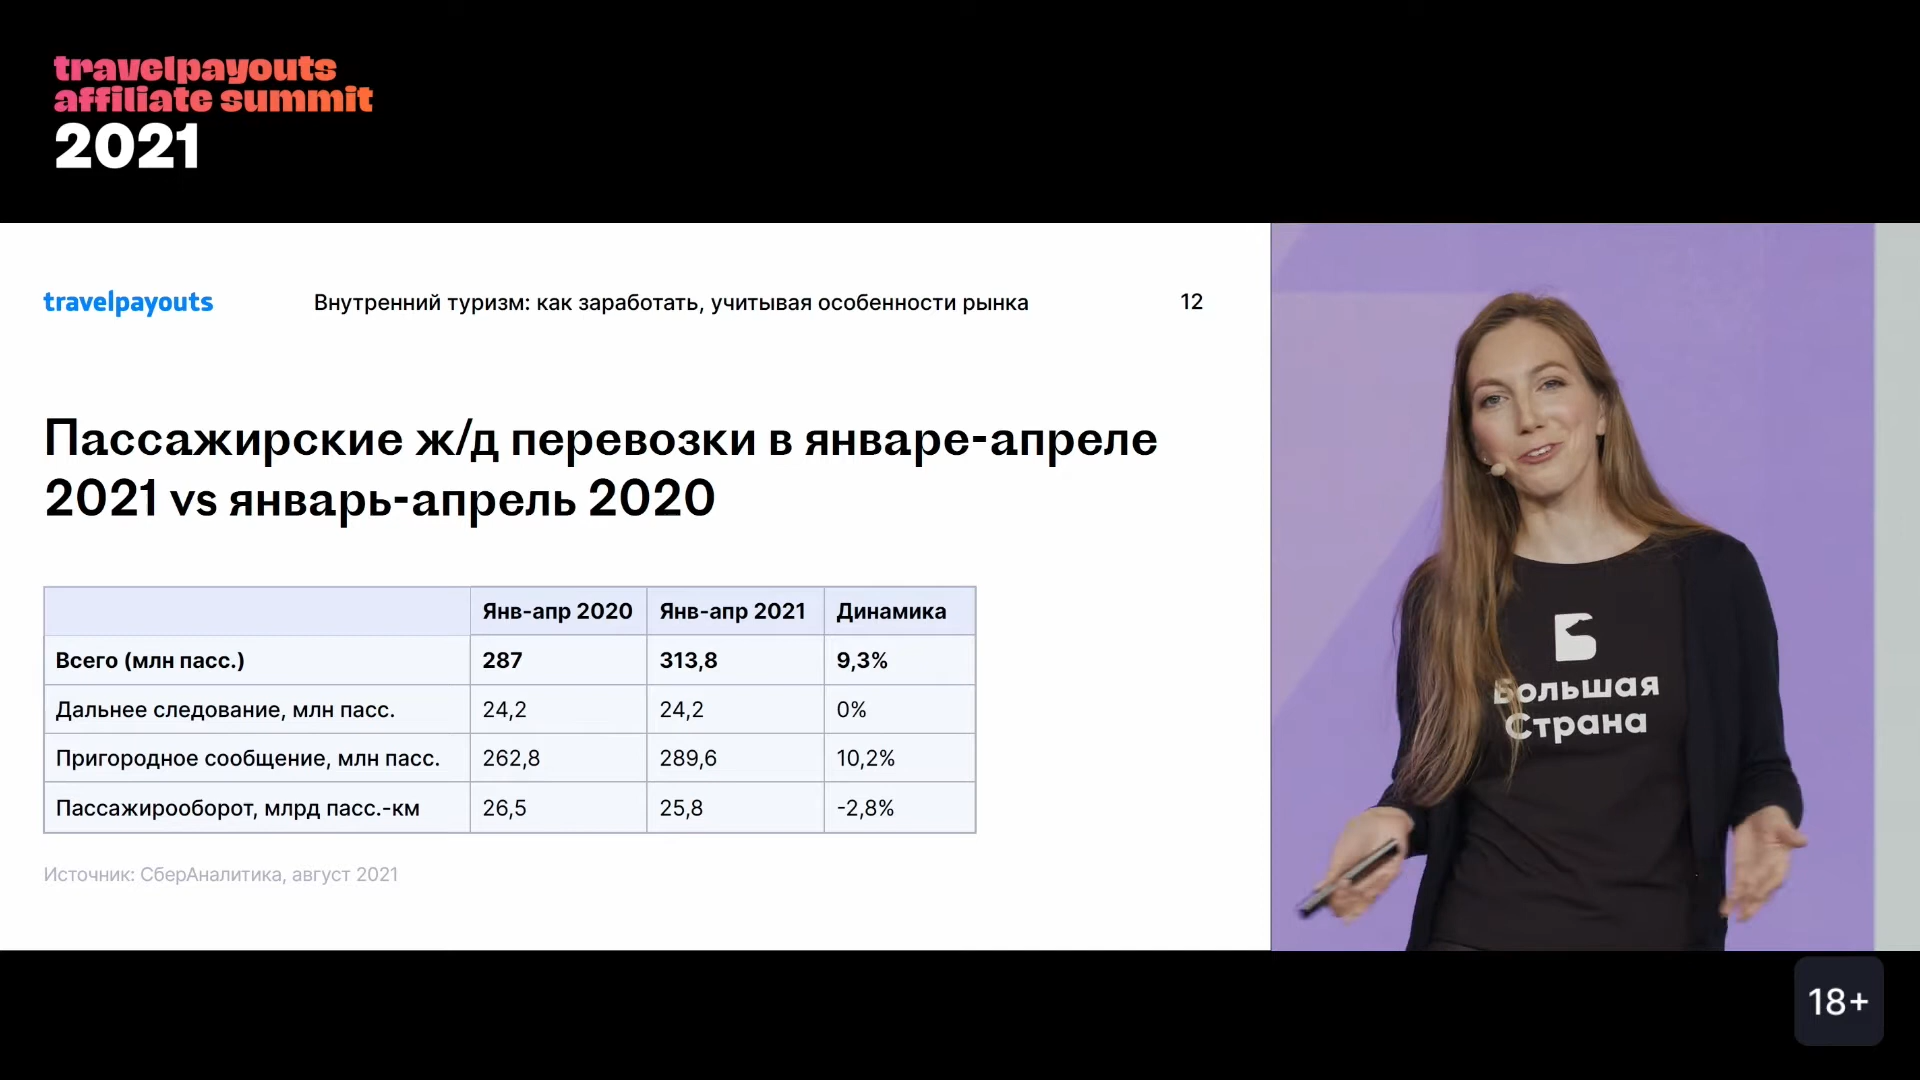 travelpayouts
affiliate summit
2021
travelpayouts
Внутренний туризм: как заработать, учитывая особенности рынка
12
Пассажирские ж/д перевозки в январе-апреле
2021 vs январь-апрель 2020
Янв-апр 2020 Янв-апр 2021 Динамика
Всего (млн пасс.) 287 313,8 9,3%
Дальнее следование, млн пасс. 24,2 24,2 0%
Пригородное сообщение, млн пасс. 262,8 289,6 10,2%
Пассажирооборот, млрд пасс.-км 26,5 25,8 -2,8%
Источник: СберАналитика, август 2021
Большая
Страна
18+